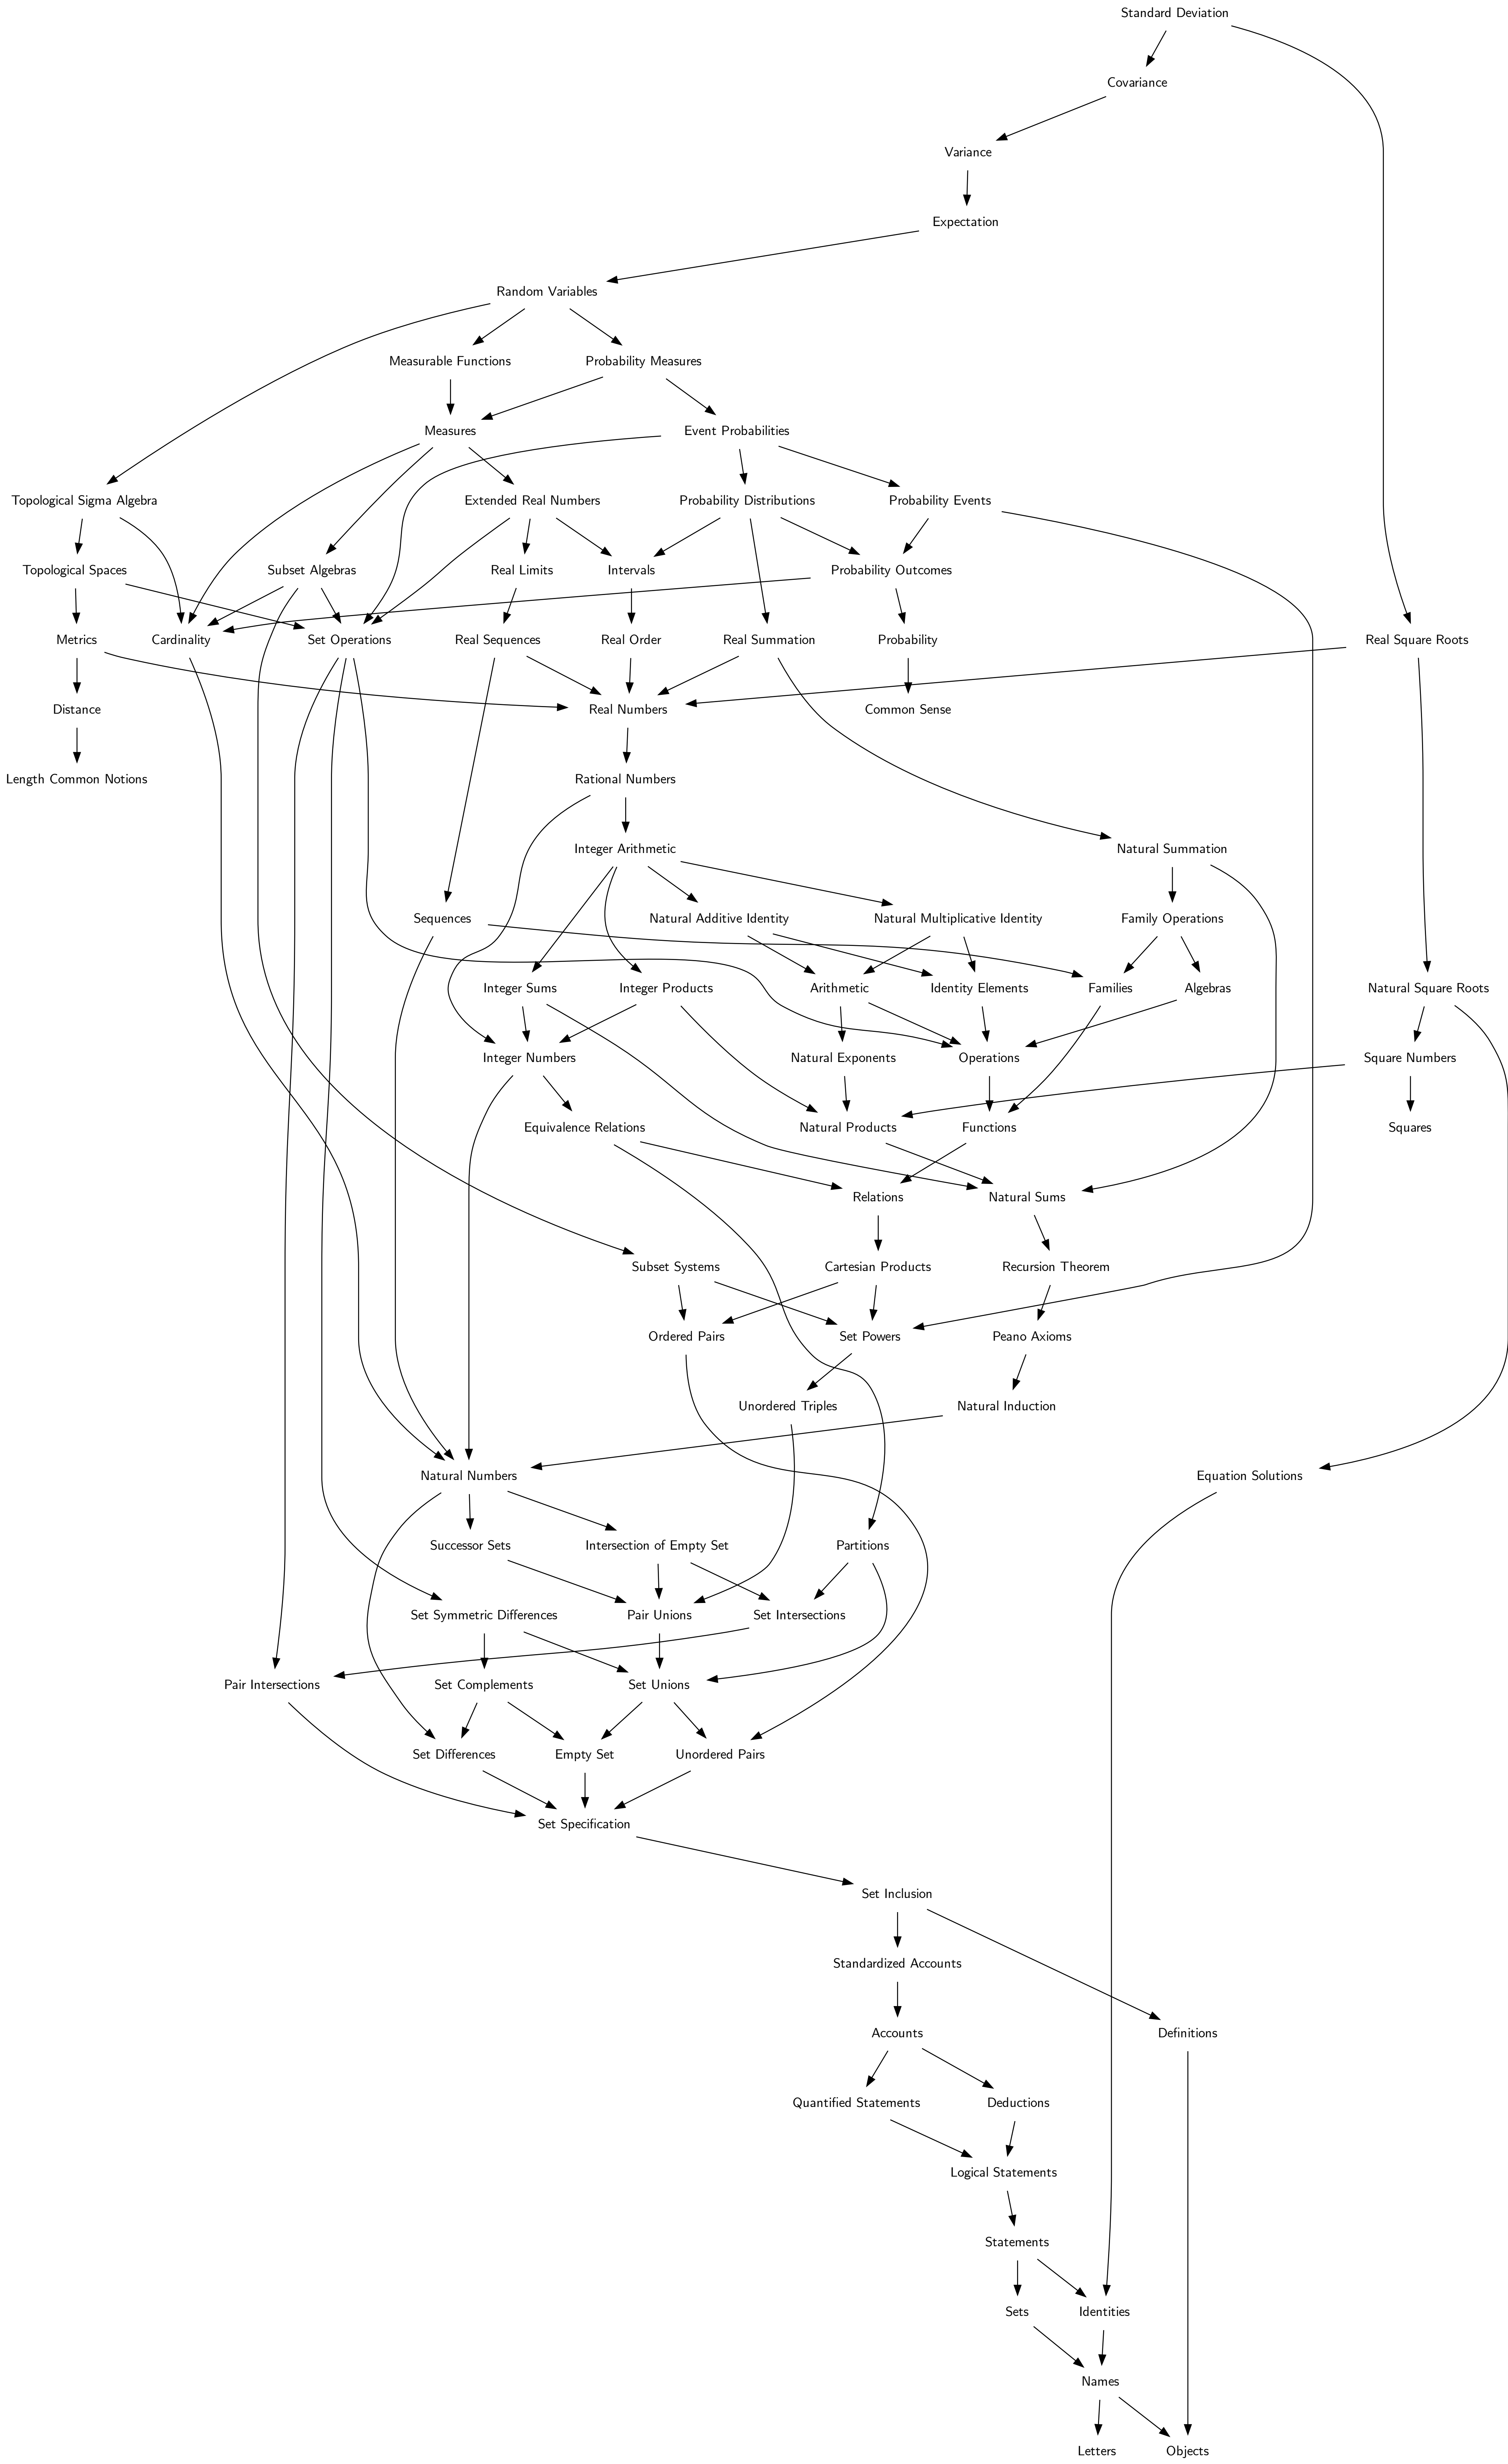 Standard Deviation
Covariance
Variance
Expectation
Random Variables
Measurable Functions
Probability Measures
Measures
Event Probabilities
Topological Sigma Algebra
Extended Real Numbers
Probability Distributions
Probability Events
Topological Spaces
Subset Algebras
Real Limits
Intervals
Probability Outcomes
Metrics
Cardinality
Set Operations
Real Sequences
Real Order
Real Summation
Probability
Real Square Roots
Distance
Real Numbers
Common Sense
Length Common Notions
Rational Numbers
Integer Arithmetic
Natural Summation
Sequences
Natural Additive Identity
Natural Multiplicative Identity
Family Operations
Integer Sums
Integer Products
Arithmetic
Identity Elements
Families
Algebras
Natural Square Roots
Integer Numbers
Natural Exponents
Operations
Square Numbers
Equivalence Relations
Natural Products
Functions
Squares
Relations
Natural Sums
Subset Systems
Cartesian Products
Recursion Theorem
Ordered Pairs
Set Powers
Peano Axioms
Unordered Triples
Natural Induction
Natural Numbers
Equation Solutions
Successor Sets
Intersection of Empty Set
Partitions
Set Symmetric Differences
Pair Unions
Set Intersections
Pair Intersections
Set Complements
Set Unions
Set Differences
Empty Set
Unordered Pairs
Set Specification
Set Inclusion
Standardized Accounts
Accounts
Definitions
Quantified Statements
Deductions
Logical Statements
Statements
Sets
Identities
Names
Letters
Objects